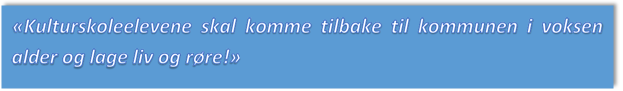 «Kulturskoleelevene skal komme tilbake til kommunen i voksen
alder og lage liv og røre!»